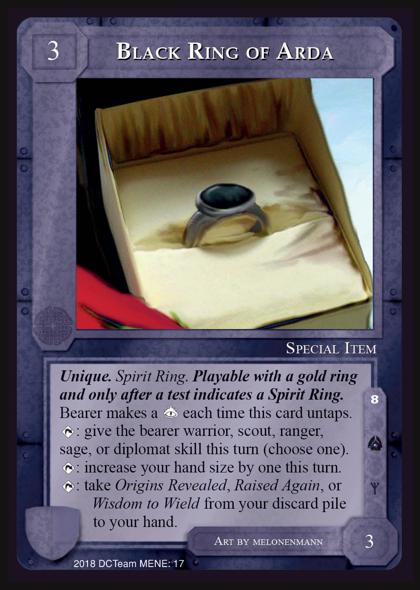 3
Black Ring of Arda
Special Item
Unique. Spirit Ring. Playable with a gold ring
and only after a test indicates a Spirit Ring.
Bearer makes a each time this card untaps.
: give the bearer warrior, scout, ranger,
sage, or diplomat skill this turn (choose one).
: increase your hand size by one this turn.
: take Origins Revealed, Raised Again, or
Wisdom to Wield from your discard pile
to your hand.
8
Art by melonenmann
3
2018 DCTeam MENE: 17